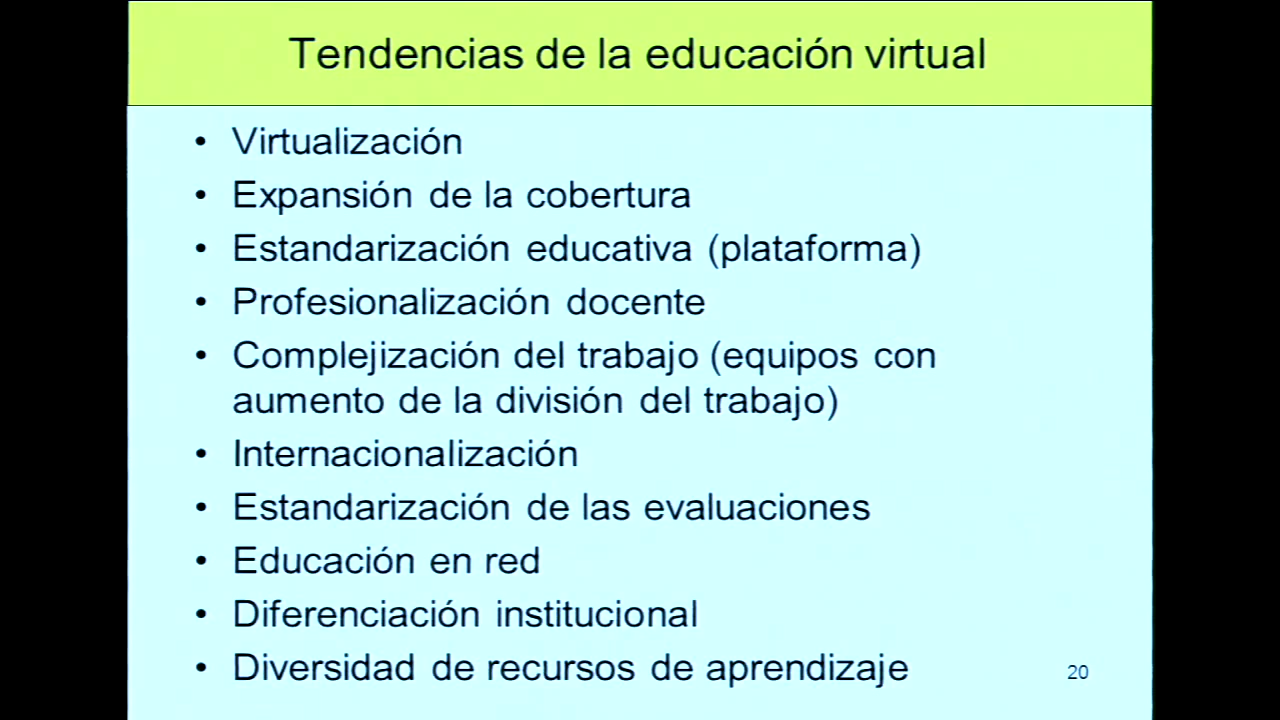 Tendencias de la educación virtual
• Virtualización
• Expansión de la cobertura
• Estandarización educativa (plataforma)
• Profesionalización docente
• Complejización del trabajo (equipos con
aumento de la división del trabajo)
• Internacionalización
• Estandarización de las evaluaciones
• Educación en red
• Diferenciación institucional
• Diversidad de recursos de aprendizaje
20